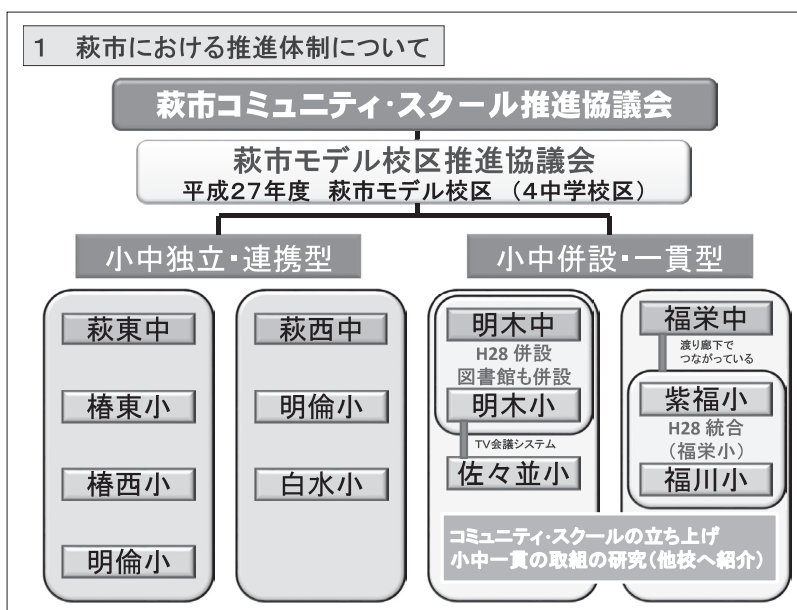 1 萩市における推進体制について
萩市コミュニティ・スクール推進協議会
萩市モデル校区推進協議会
平成27年度 萩市モデル校区 (4中学校区)
小中独立・連携型
萩東中
椿東小
椿西小
明倫小
萩西中
明倫小
白水小
小中併設・一貫型
明木中
H28 併設
図書館も併設
明木小
TV会議システム
佐々並小
福栄中
渡り廊下で
つながっている
紫福小
H28 統合
(福栄小)
福川小
コミュニティ・スクールの立ち上げ
小中一貫の取組の研究(他校へ紹介)